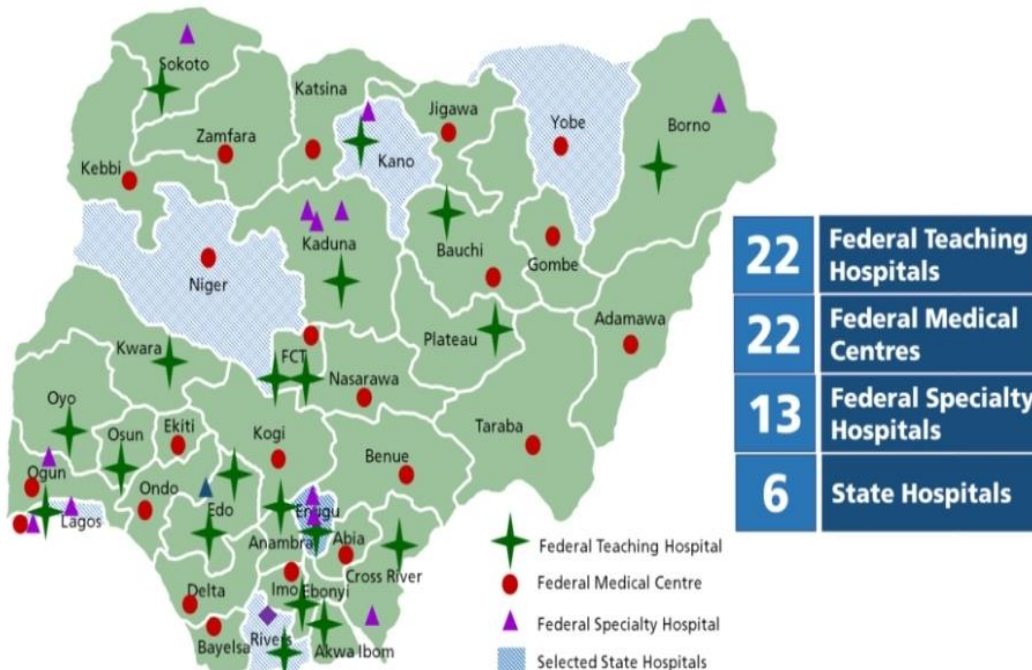 Sokoto
Katsina
Jigawa
Yobe
Borno
Zamfara
Kano
Kebbi
Kaduna
Bauchi
Gombe
Niger
Adamawa
Plateau
Kwara
FCT
Nasarawa
Oyo
Osun
Ekiti
Kogi
Taraba
Benue
Ogun
Ondo
Edo
Enugu
Lagos
Anambra
Abia
Cross River
Delta
Imo
Ebonyi
Bayelsa
Rivers
Akwa Ibom
22
Federal Teaching
Hospitals
22
Federal Medical
Centres
13
Federal Specialty
Hospitals
6
State Hospitals
Federal Teaching Hospital
Federal Medical Centre
Federal Specialty Hospital
Selected State Hospitals